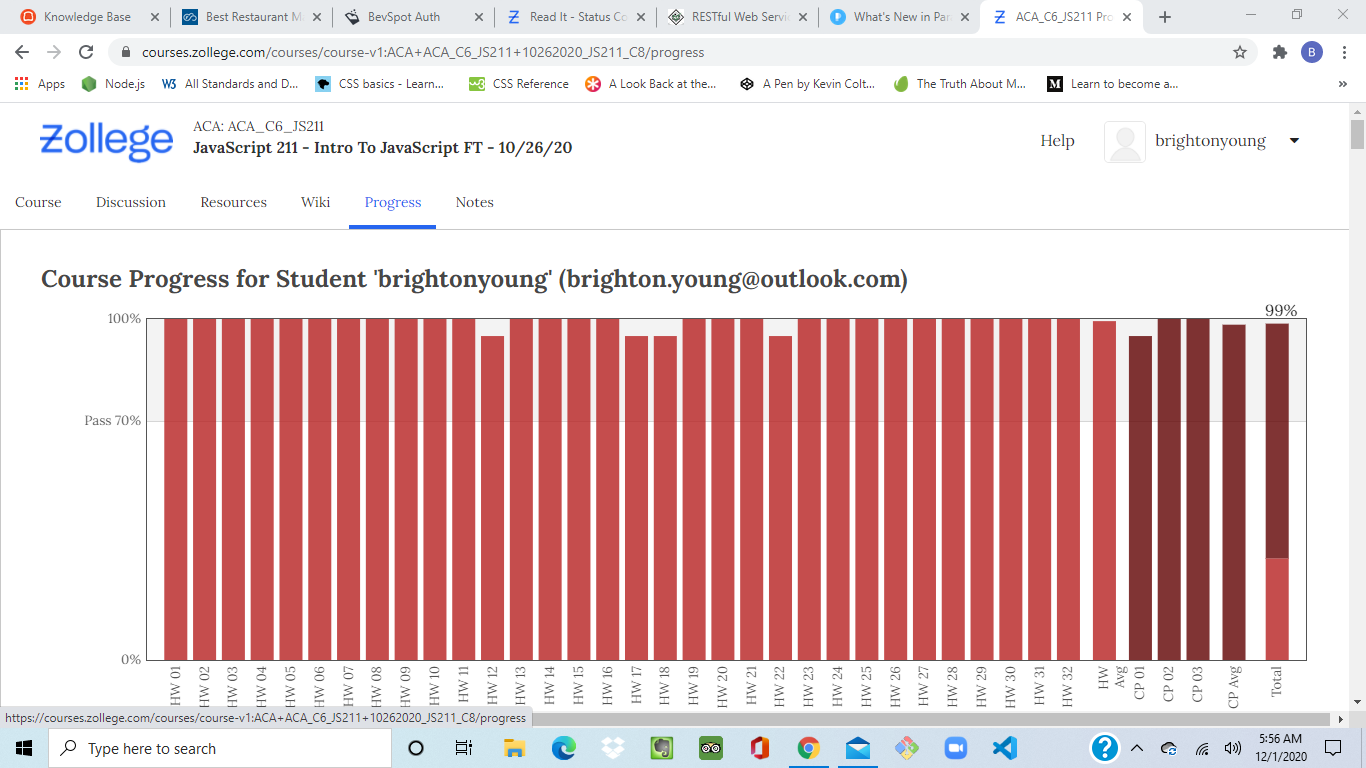 Knowledge Base
Best Restaurant M
BevSpot Auth
Read It - Status Co
RESTful Web Servi
What's New in Par
ACA_C6_JS211 Pro
courses.zollege.com/courses/course-v1:ACA+ACA_C6_JS211+10262020_JS211_C8/progress
B
Apps
Node.js
All Standards and D...
CSS basics - Learn...
CSS Reference
A Look Back at the...
A Pen by Kevin Colt...
The Truth About M...
Learn to become a...
Zollege
ACA: ACA_C6_JS211
JavaScript 211 - Intro To JavaScript FT - 10/26/20
Help
brightonyoung
Course
Discussion
Resources
Wiki
Progress
Notes
Course Progress for Student 'brightonyoung' (brighton.young@outlook.com)
99%
100%
Pass 70%
0%
HW 01
HW 02
HW 03
HW 04
HW 05
HW 06
HW 07
HW 08
HW 09
HW 10
HW 11
HW 12
HW 13
HW 14
HW 15
HW 16
HW 17
HW 18
HW 19
HW 20
HW 21
HW 22
HW 23
HW 24
HW 25
HW 26
HW 27
HW 28
HW 29
HW 30
HW 31
HW 32
HW
Avg
CP 01
CP 02
CP 03
CP Avg
Total
https://courses.zollege.com/courses/course-v1:ACA+ACA_C6_JS211+10262020_JS211_C8/progress
Type here to search
5:56 AM
12/1/2020